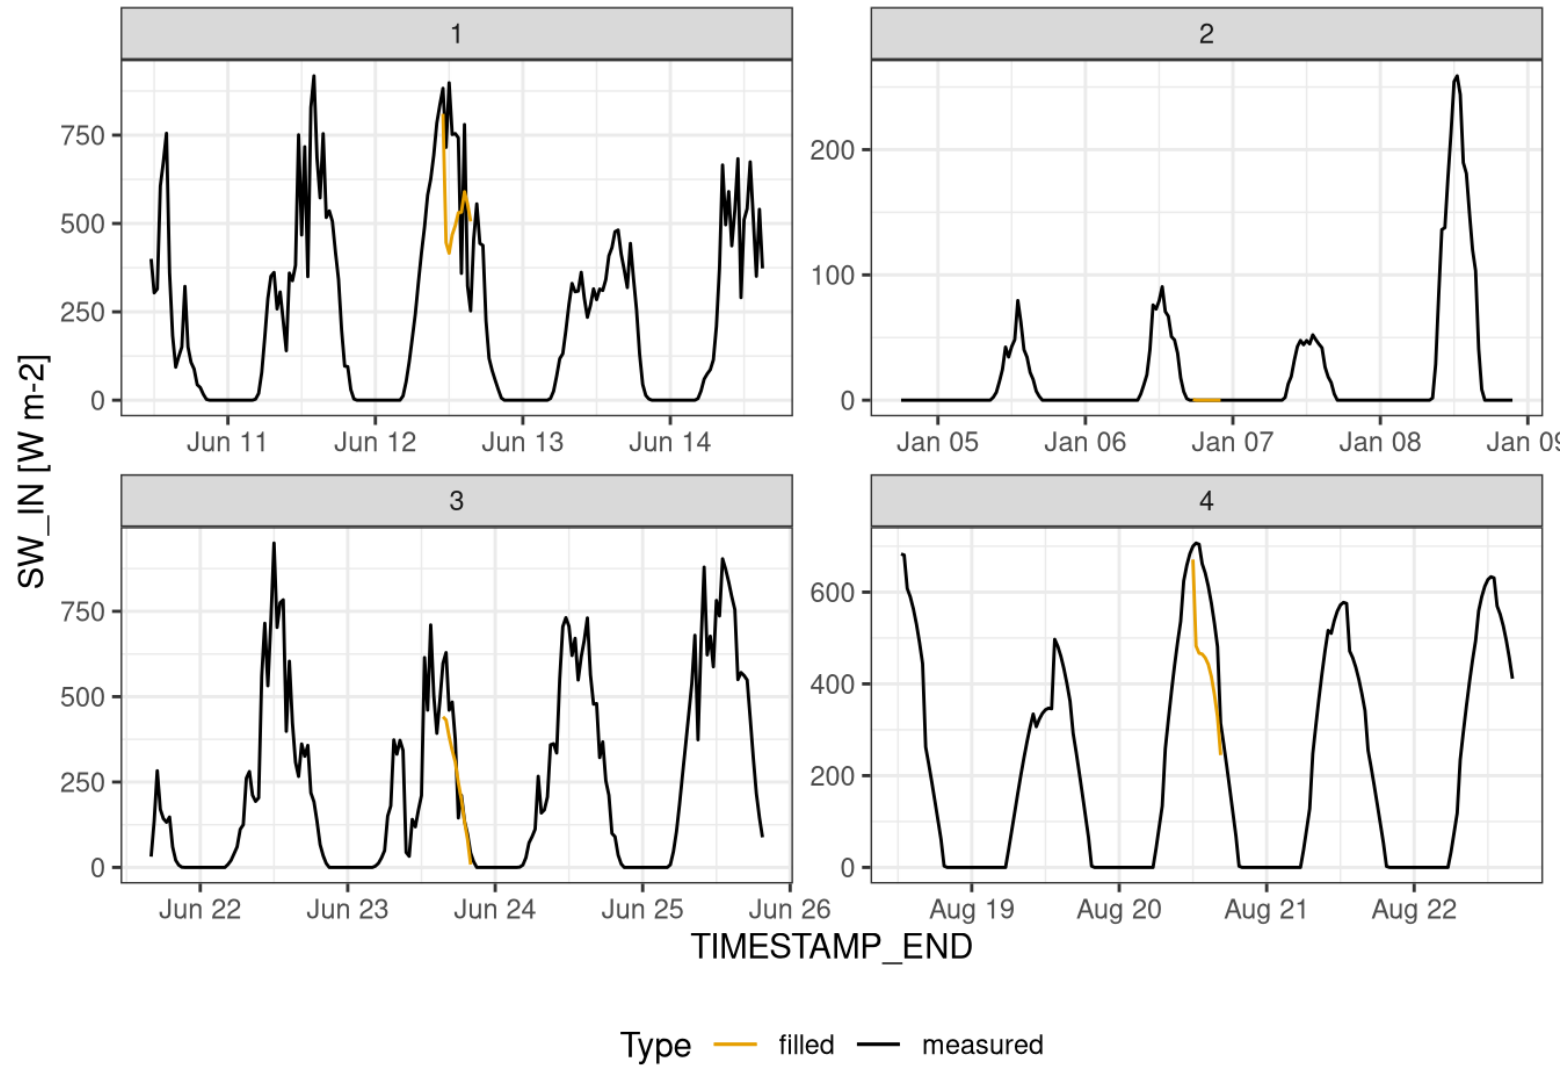 1
2
750
500
250
0
200
100
0
Jun 11 Jun 12 Jun 13 Jun 14
Jan 05 Jan 06 Jan 07 Jan 08 Jan 09
SW_IN [W m-2]
3
4
750
500
250
0
600
400
200
0
Jun 22 Jun 23 Jun 24 Jun 25 Jun 26
Aug 19 Aug 20 Aug 21 Aug 22
TIMESTAMP_END
Type filled measured